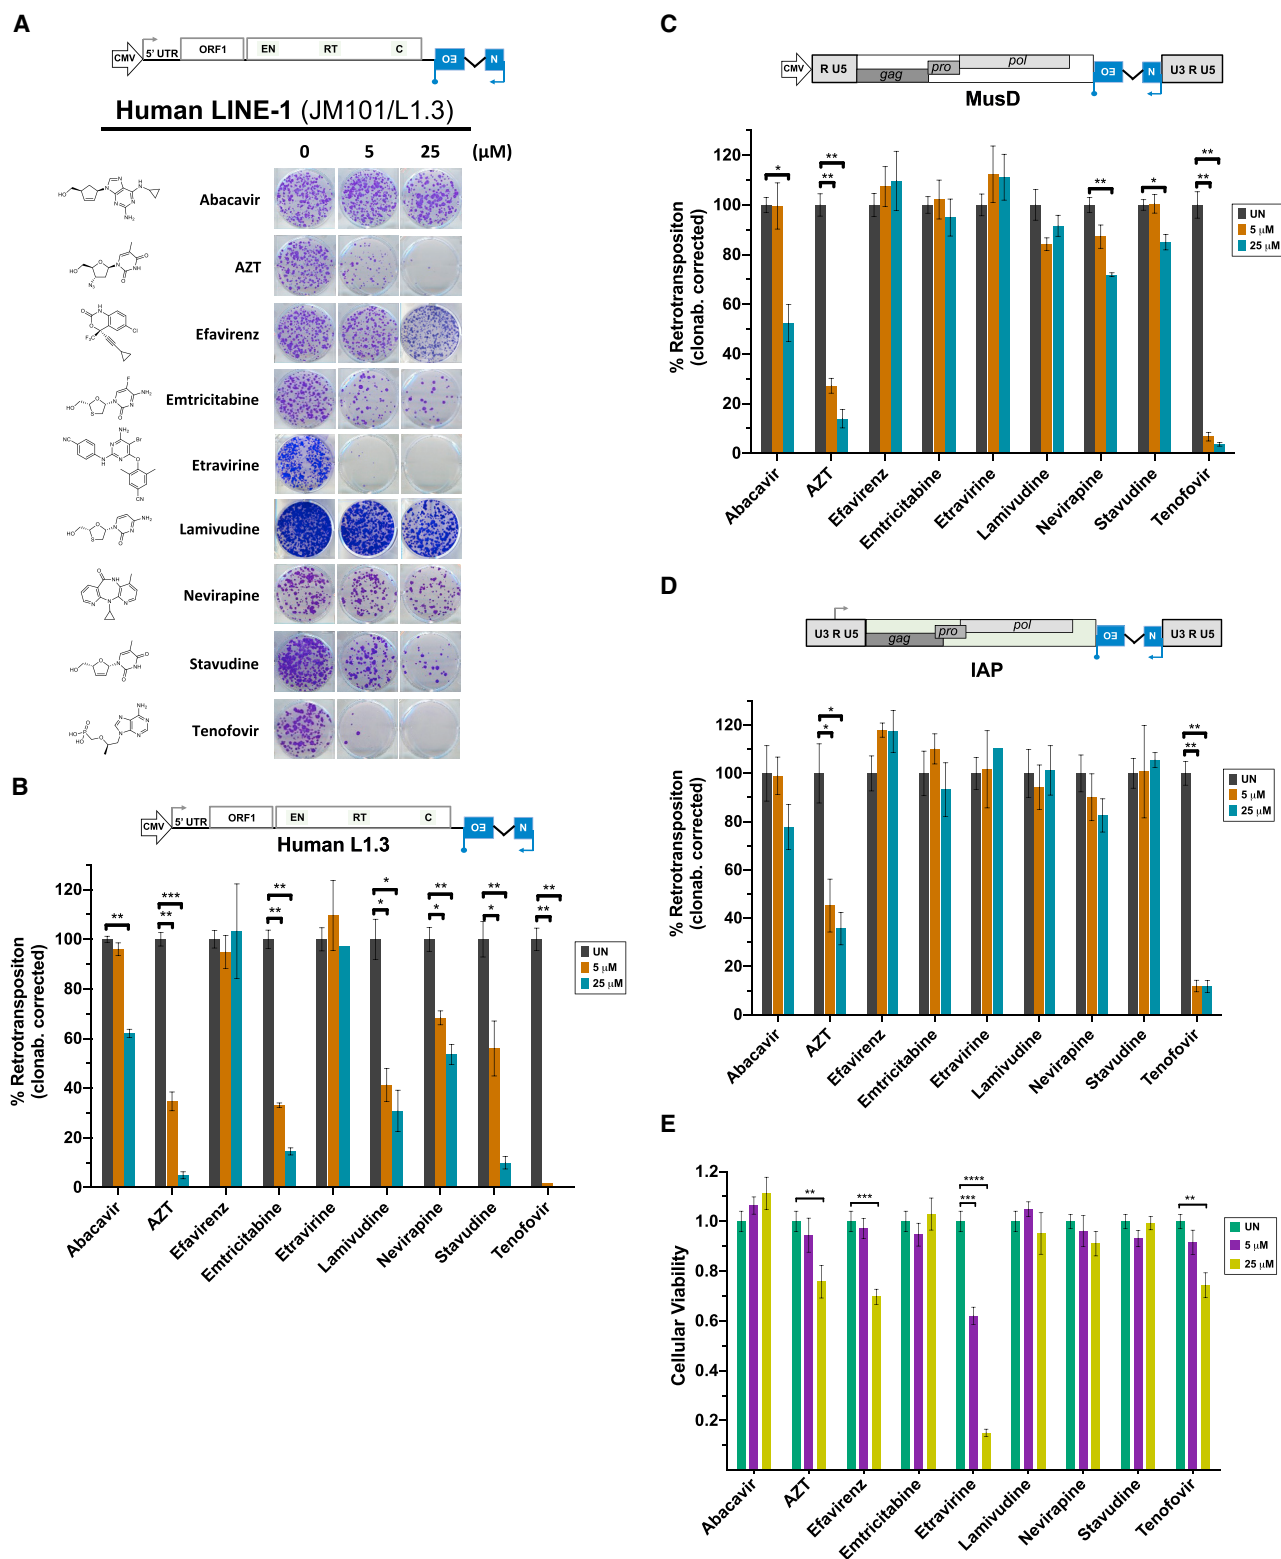 A
CMV
5' UTR
ORF1
EN
RT
C
EO
N
Human LINE-1 (JM101/L1.3)
0 5 25 (μM)
Abacavir
AZT
Efavirenz
Emtricitabine
Etravirine
Lamivudine
Nevirapine
Stavudine
Tenofovir
B
CMV
5' UTR
ORF1
EN
RT
C
EO
N
Human L1.3
% Retrotranspositon
(clonab. corrected)
120
100
80
60
40
20
0
** ** *** ** ** * * * ** * ** ** **
UN
5 μM
25 μM
Abacavir
AZT
Efavirenz
Emtricitabine
Etravirine
Lamivudine
Nevirapine
Stavudine
Tenofovir
C
CMV
R U5
gag
pro
pol
EO
N
U3 R U5
MusD
% Retrotranspositon
(clonab. corrected)
120
100
80
60
40
20
0
* ** ** ** * ** **
UN
5 μM
25 μM
Abacavir
AZT
Efavirenz
Emtricitabine
Etravirine
Lamivudine
Nevirapine
Stavudine
Tenofovir
D
U3 R U5
gag
pro
pol
EO
N
U3 R U5
IAP
% Retrotranspositon
(clonab. corrected)
120
100
80
60
40
20
0
* * ** **
UN
5 μM
25 μM
Abacavir
AZT
Efavirenz
Emtricitabine
Etravirine
Lamivudine
Nevirapine
Stavudine
Tenofovir
E
Cellular Viability
1.2
1.0
0.8
0.6
0.4
0.2
** *** *** **** **
UN
5 μM
25 μM
Abacavir
AZT
Efavirenz
Emtricitabine
Etravirine
Lamivudine
Nevirapine
Stavudine
Tenofovir